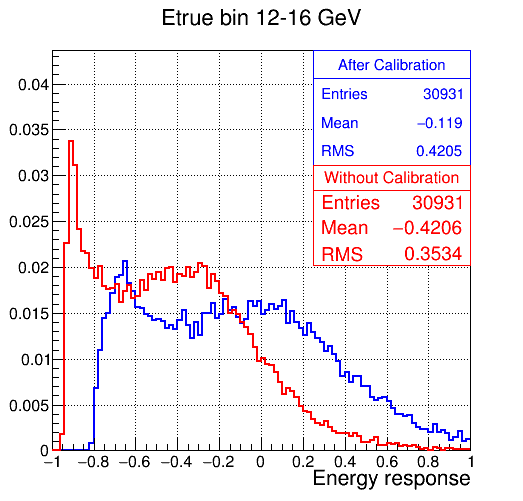 Etrue bin 12-16 GeV
After Calibration
Entries 30931
Mean −0.119
RMS 0.4205
Without Calibration
Entries 30931
Mean −0.4206
RMS 0.3534
0.04
0.035
0.03
0.025
0.02
0.015
0.01
0.005
0
−1 −0.8 −0.6 −0.4 −0.2 0 0.2 0.4 0.6 0.8 1
Energy response